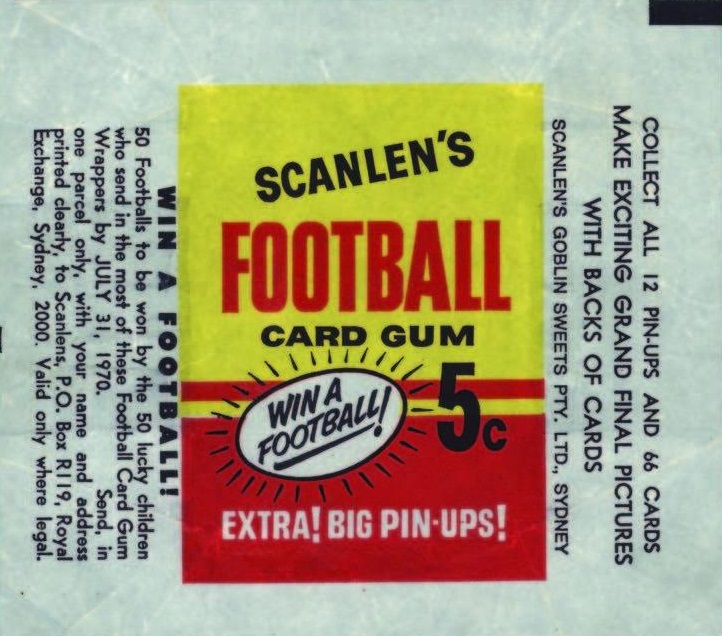 SCANLEN'S
FOOTBALL
CARD GUM
5c
WIN A
FOOTBALL!
EXTRA! BIG PIN-UPS!
WIN A FOOTBALL!
50 Footballs to be won by the 50 lucky children
who send in the most of these Football Card Gum
Wrappers by JULY 31, 1970. Send, in
one parcel only, with your name and address
printed clearly, to Scanlens, P.O. Box R119, Royal
Exchange, Sydney, 2000. Valid only where legal.
COLLECT ALL 12 PIN-UPS AND 66 CARDS
MAKE EXCITING GRAND FINAL PICTURES
WITH BACKS OF CARDS
SCANLEN'S GOBLIN SWEETS PTY. LTD., SYDNEY